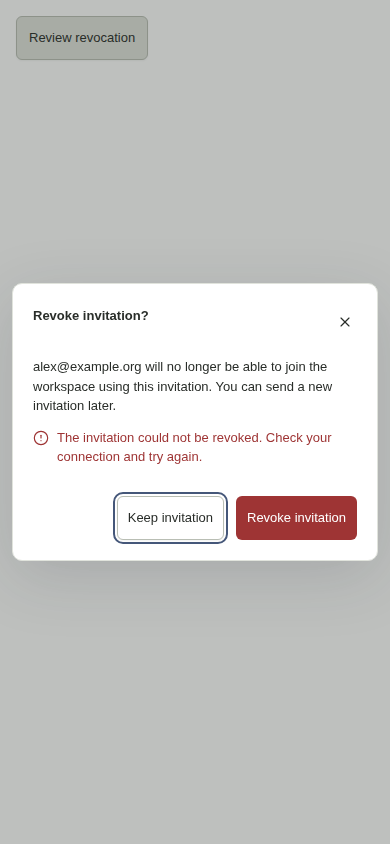 Review revocation
Revoke invitation?
alex@example.org will no longer be able to join the
workspace using this invitation. You can send a new
invitation later.
The invitation could not be revoked. Check your
connection and try again.
Keep invitation
Revoke invitation